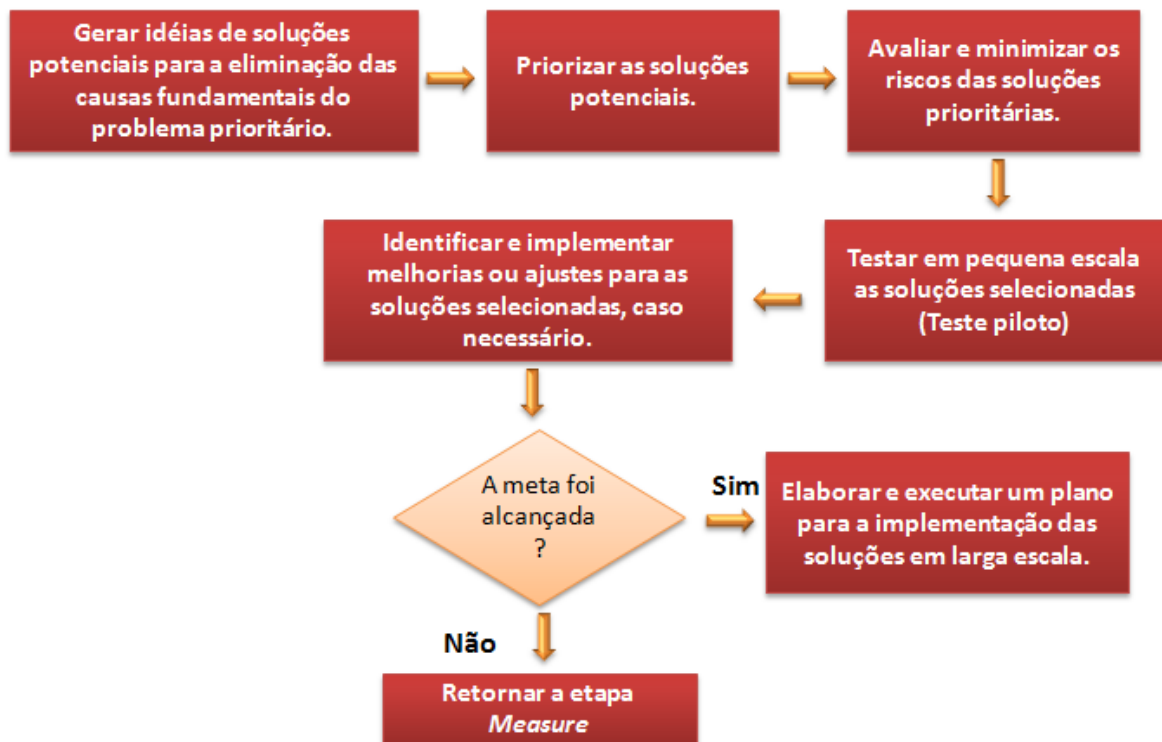 Gerar idéias de soluções
potenciais para a eliminação das
causas fundamentais do
problema prioritário.
Priorizar as soluções
potenciais.
Avaliar e minimizar os
riscos das soluções
prioritárias.
Testar em pequena escala
as soluções selecionadas
(Teste piloto)
Identificar e implementar
melhorias ou ajustes para as
soluções selecionadas, caso
necessário.
A meta foi
alcançada
?
Sim
Elaborar e executar um plano
para a implementação das
soluções em larga escala.
Não
Retornar a etapa
Measure